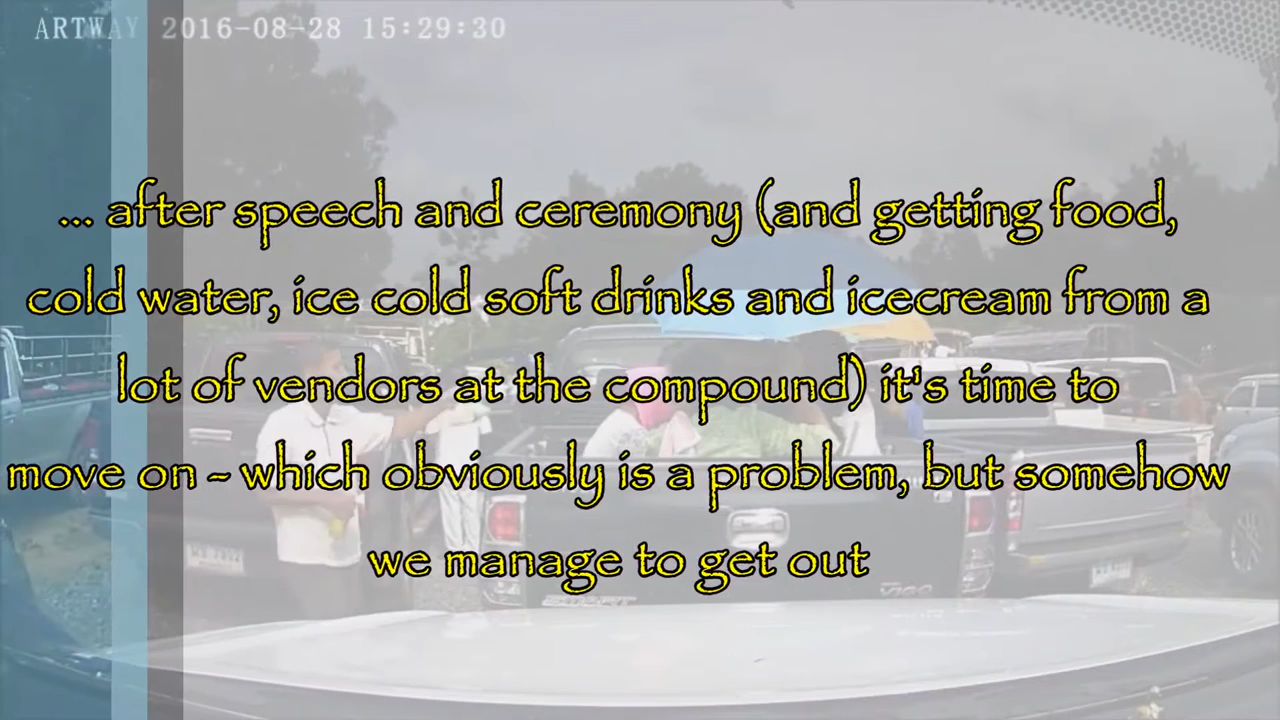 ARTWAY 2016-08-28 15:29:30
... after speech and ceremony (and getting food,
cold water, ice cold soft drinks and icecream from a
lot of vendors at the compound) it's time to
move on - which obviously is a problem, but somehow
we manage to get out
VIGO